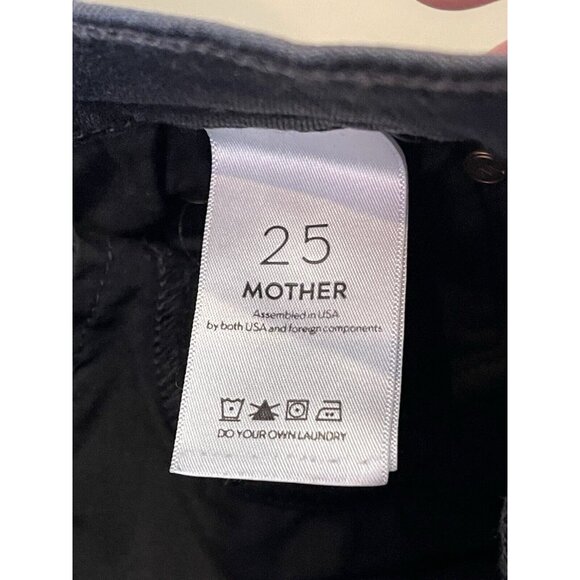 25
MOTHER
Assembled in USA
by both USA and foreign components
DO YOUR OWN LAUNDRY